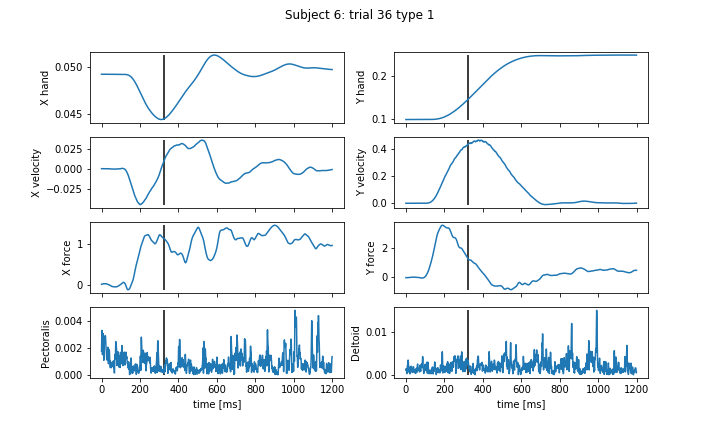 Subject 6: trial 36 type 1
X hand
0.050
0.045
Y hand
0.2
0.1
X velocity
0.025
0.000
−0.025
Y velocity
0.4
0.2
0.0
X force
1
0
Y force
2
0
Pectoralis
0.004
0.002
0.000
0 200 400 600 800 1000 1200
time [ms]
Deltoid
0.01
0.00
0 200 400 600 800 1000 1200
time [ms]